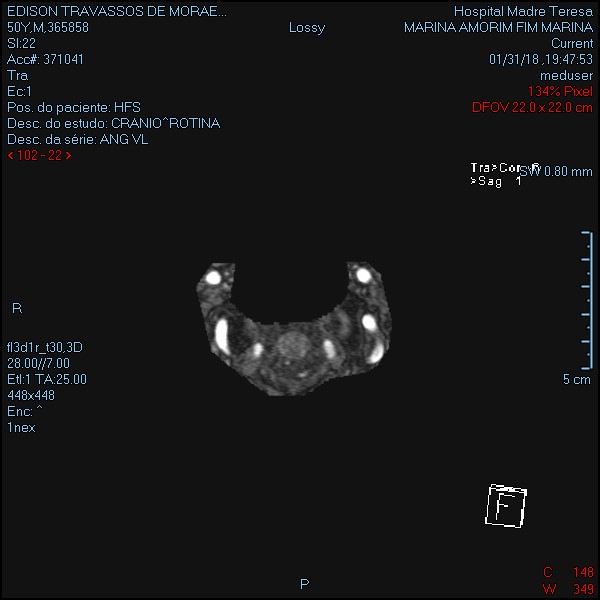 EDISON TRAVASSOS DE MORAE...
50Y,M,365858
Sl:22
Acc#: 371041
Tra
Ec:1
Pos. do paciente: HFS
Desc. do estudo: CRANIO^ROTINA
Desc. da série: ANG VL
< 102 - 22 >
Lossy
Hospital Madre Teresa
MARINA AMORIM FIM MARINA
Current
01/31/18 ,19:47:53
meduser
134% Pixel
DFOV 22.0 x 22.0 cm
Tra>Cor
SW 0.80 mm
>Sag 1
R
fl3d1r_t30,3D
28.00//7.00
Etl:1 TA:25.00
448x448
Enc: ^
1nex
5 cm
F
P
C 148
W 349